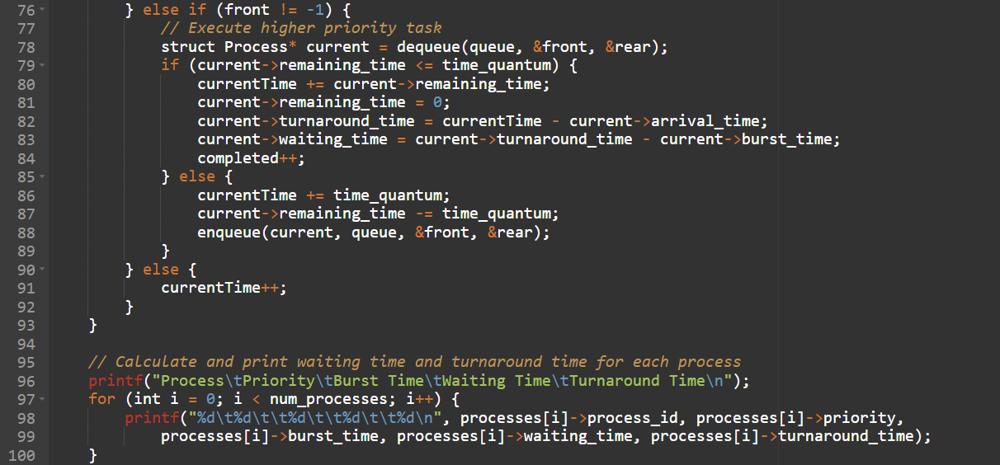 76 } else if (front != -1) {
77 // Execute higher priority task
78 struct Process* current = dequeue(queue, &front, &rear);
79 if (current->remaining_time <= time_quantum) {
80 currentTime += current->remaining_time;
81 current->remaining_time = 0;
82 current->turnaround_time = currentTime - current->arrival_time;
83 current->waiting_time = current->turnaround_time - current->burst_time;
84 completed++;
85 } else {
86 currentTime += time_quantum;
87 current->remaining_time -= time_quantum;
88 enqueue(current, queue, &front, &rear);
89 }
90 } else {
91 currentTime++;
92 }
93 }
94
95 // Calculate and print waiting time and turnaround time for each process
96 printf("Process\tPriority\tBurst Time\tWaiting Time\tTurnaround Time\n");
97 for (int i = 0; i < num_processes; i++) {
98 printf("%d\t%d\t\t%d\t\t%d\t\t%d\n", processes[i]->process_id, processes[i]->priority,
99 processes[i]->burst_time, processes[i]->waiting_time, processes[i]->turnaround_time);
100 }